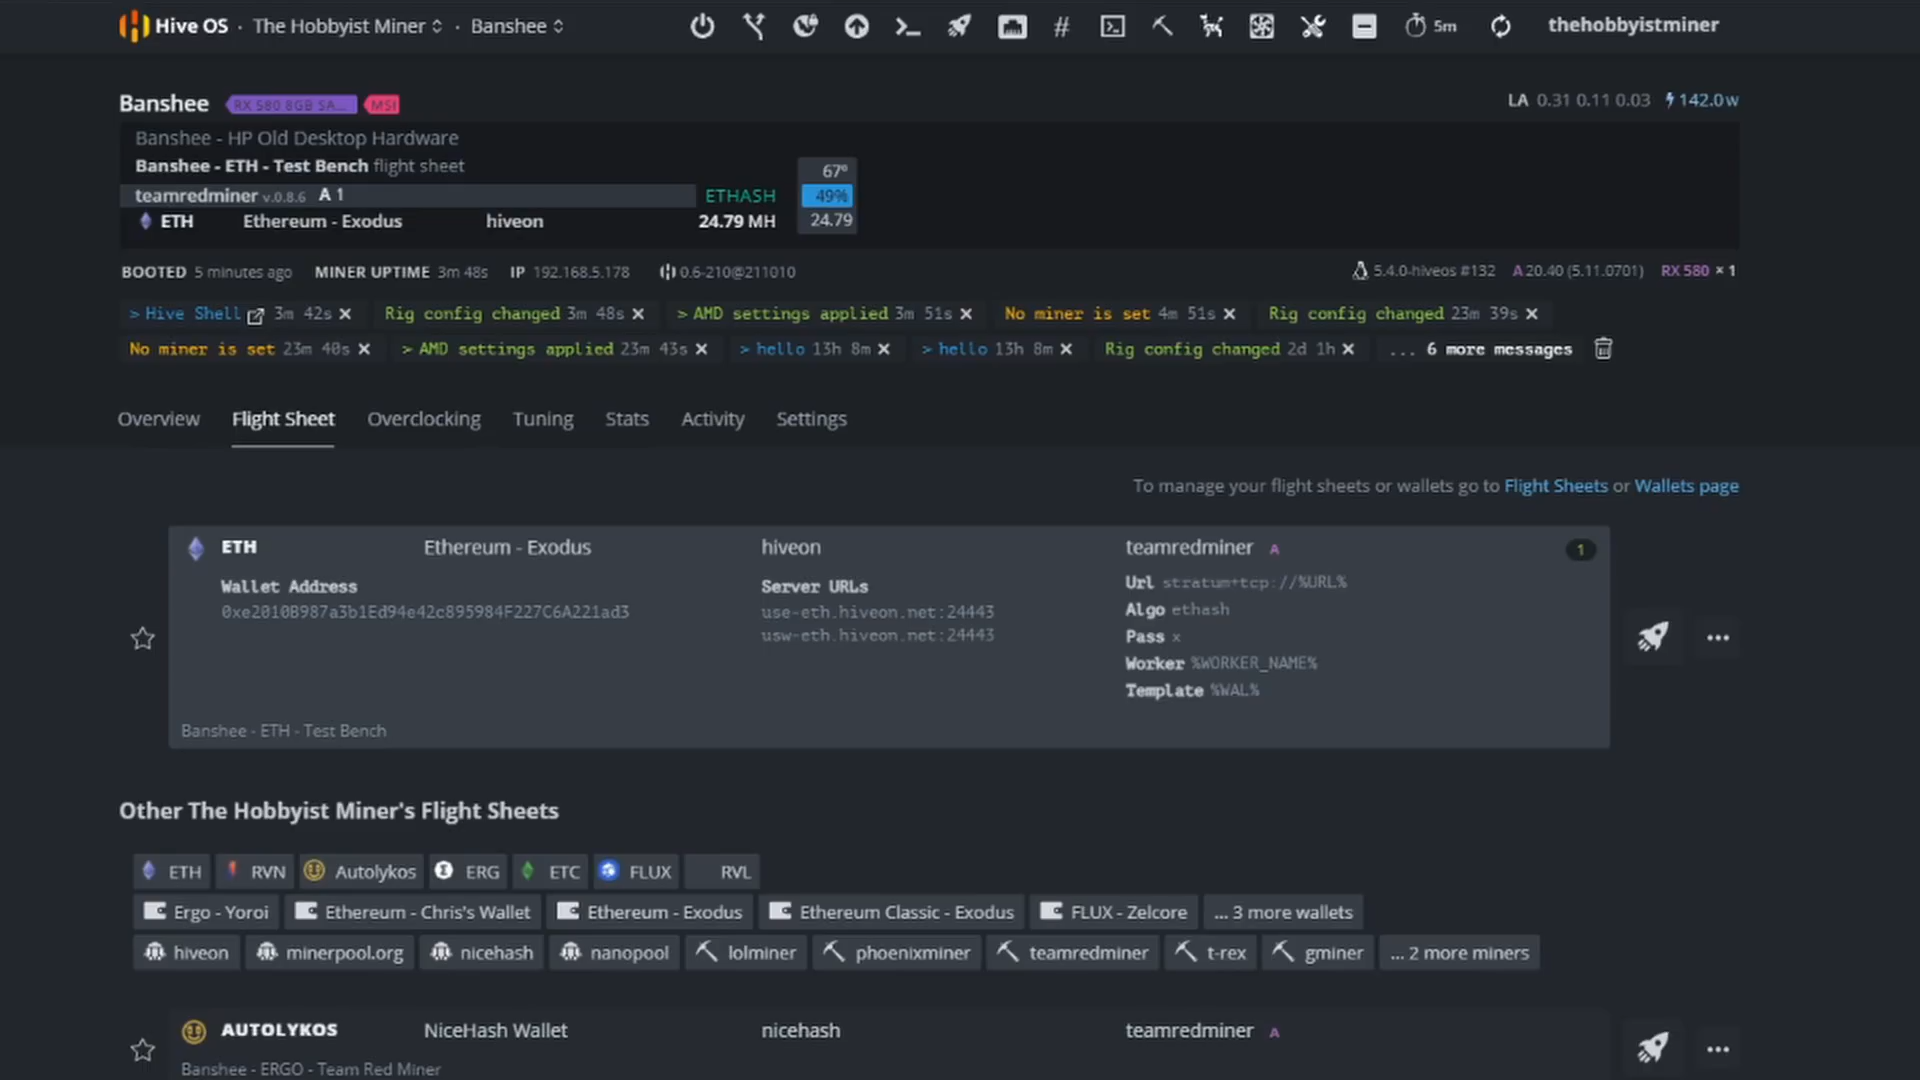 Hive OS · The Hobbyist Miner · Banshee # 5m thehobbyistminer
Banshee RX 580 8GB SA... MSI LA 0.31 0.11 0.03 142.0 w
Banshee - HP Old Desktop Hardware
Banshee - ETH - Test Bench flight sheet 67°
teamredminer v.0.8.6 A 1 ETHASH 49%
ETH Ethereum - Exodus hiveon 24.79 MH 24.79
BOOTED 5 minutes ago MINER UPTIME 3m 48s IP 192.168.5.178 0.6-210@211010 5.4.0-hiveos #132 A 20.40 (5.11.0701) RX 580 × 1
> Hive Shell 3m 42s × Rig config changed 3m 48s × > AMD settings applied 3m 51s × No miner is set 4m 51s × Rig config changed 23m 39s ×
No miner is set 23m 40s × > AMD settings applied 23m 43s × > hello 13h 8m × > hello 13h 8m × Rig config changed 2d 1h × ... 6 more messages
Overview Flight Sheet Overclocking Tuning Stats Activity Settings
To manage your flight sheets or wallets go to Flight Sheets or Wallets page
ETH Ethereum - Exodus hiveon teamredminer A 1
Wallet Address Server URLs Url stratum+tcp://%URL%
0xe2010B987a3b1Ed94e42c895984F227C6A221ad3 use-eth.hiveon.net:24443 Algo ethash
usw-eth.hiveon.net:24443 Pass x
Worker %WORKER_NAME%
Template %WAL%
Banshee - ETH - Test Bench
Other The Hobbyist Miner's Flight Sheets
ETH RVN Autolykos ERG ETC FLUX RVL
Ergo - Yoroi Ethereum - Chris's Wallet Ethereum - Exodus Ethereum Classic - Exodus FLUX - Zelcore ... 3 more wallets
hiveon minerpool.org nicehash nanopool lolminer phoenixminer teamredminer t-rex gminer ... 2 more miners
AUTOLYKOS NiceHash Wallet nicehash teamredminer A
Banshee - ERGO - Team Red Miner